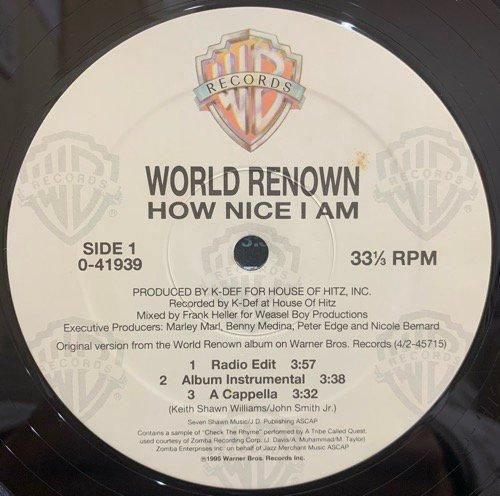 WB
RECORDS
WORLD RENOWN
HOW NICE I AM
SIDE 1
0-41939
33⅓ RPM
PRODUCED BY K-DEF FOR HOUSE OF HITZ, INC.
Recorded by K-Def at House Of Hitz
Mixed by Frank Heller for Weasel Boy Productions
Executive Producers: Marley Marl, Benny Medina, Peter Edge and Nicole Bernard
Original version from the World Renown album on Warner Bros. Records (4/2-45715)
1 Radio Edit 3:57
2 Album Instrumental 3:38
3 A Cappella 3:32
(Keith Shawn Williams/John Smith Jr.)
Seven Shawn Music/J.D. Publishing ASCAP
Contains a sample of "Check The Rhyme" performed by A Tribe Called Quest,
used courtesy of Zomba Recording Corp. (J. Davis/A. Muhammad/M. Taylor)
Zomba Enterprises Inc. on behalf of Jazz Merchant Music ASCAP
℗1995 Warner Bros. Records Inc.